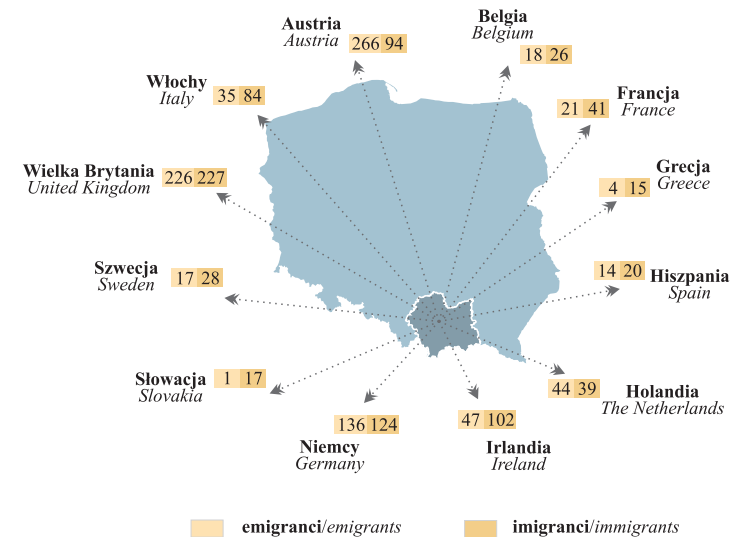 Austria
Austria
266 94
Belgia
Belgium
18 26
Włochy
Italy
35 84
Francja
France
21 41
Wielka Brytania
United Kingdom
226 227
Grecja
Greece
4 15
Szwecja
Sweden
17 28
Hiszpania
Spain
14 20
Słowacja
Slovakia
1 17
Holandia
The Netherlands
44 39
Niemcy
Germany
136 124
Irlandia
Ireland
47 102
emigranci/emigrants
imigranci/immigrants